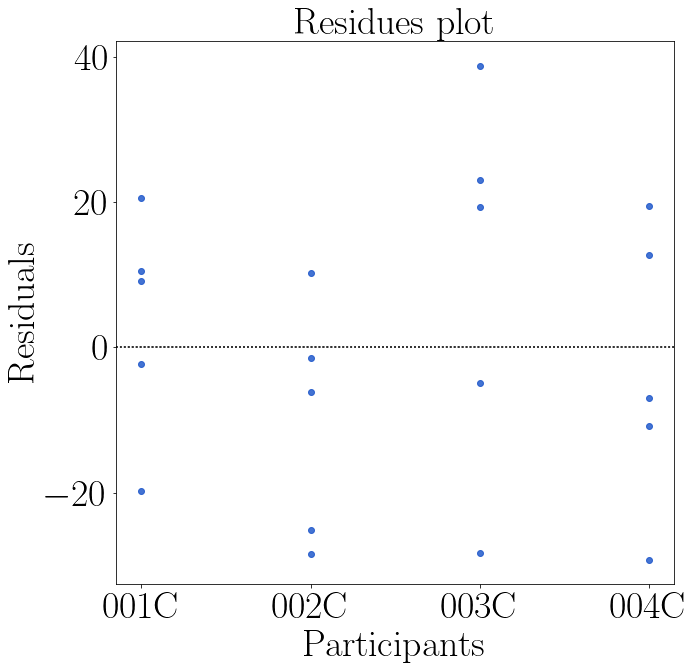 Residues plot
40
20
0
−20
Residuals
001C 002C 003C 004C
Participants